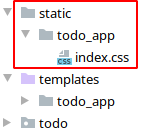 static
todo_app
CSS index.css
templates
todo_app
todo